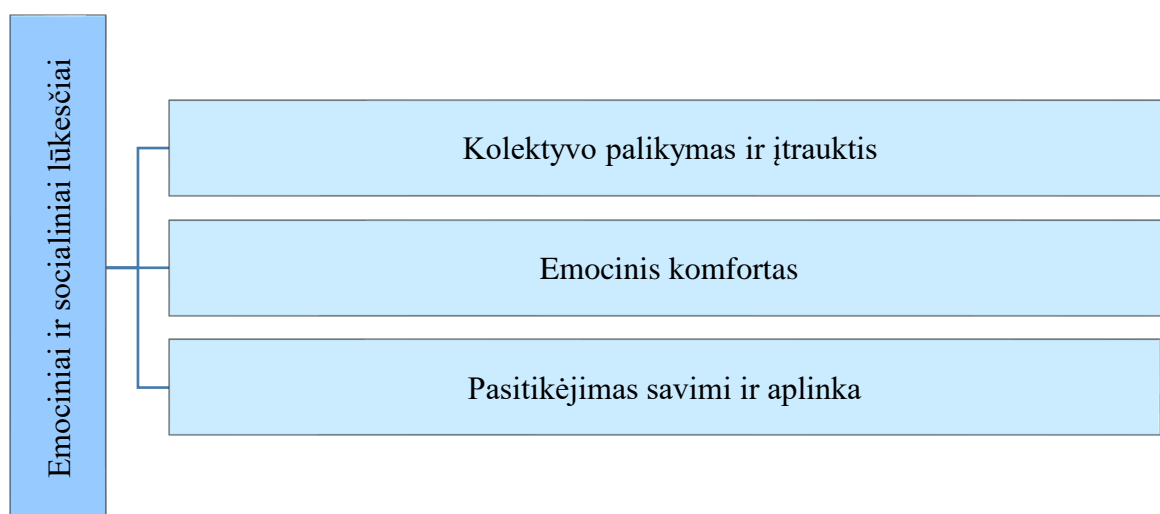 Emociniai ir socialiniai lūkesčiai
Kolektyvo palikymas ir įtrauktis
Emocinis komfortas
Pasitikėjimas savimi ir aplinka